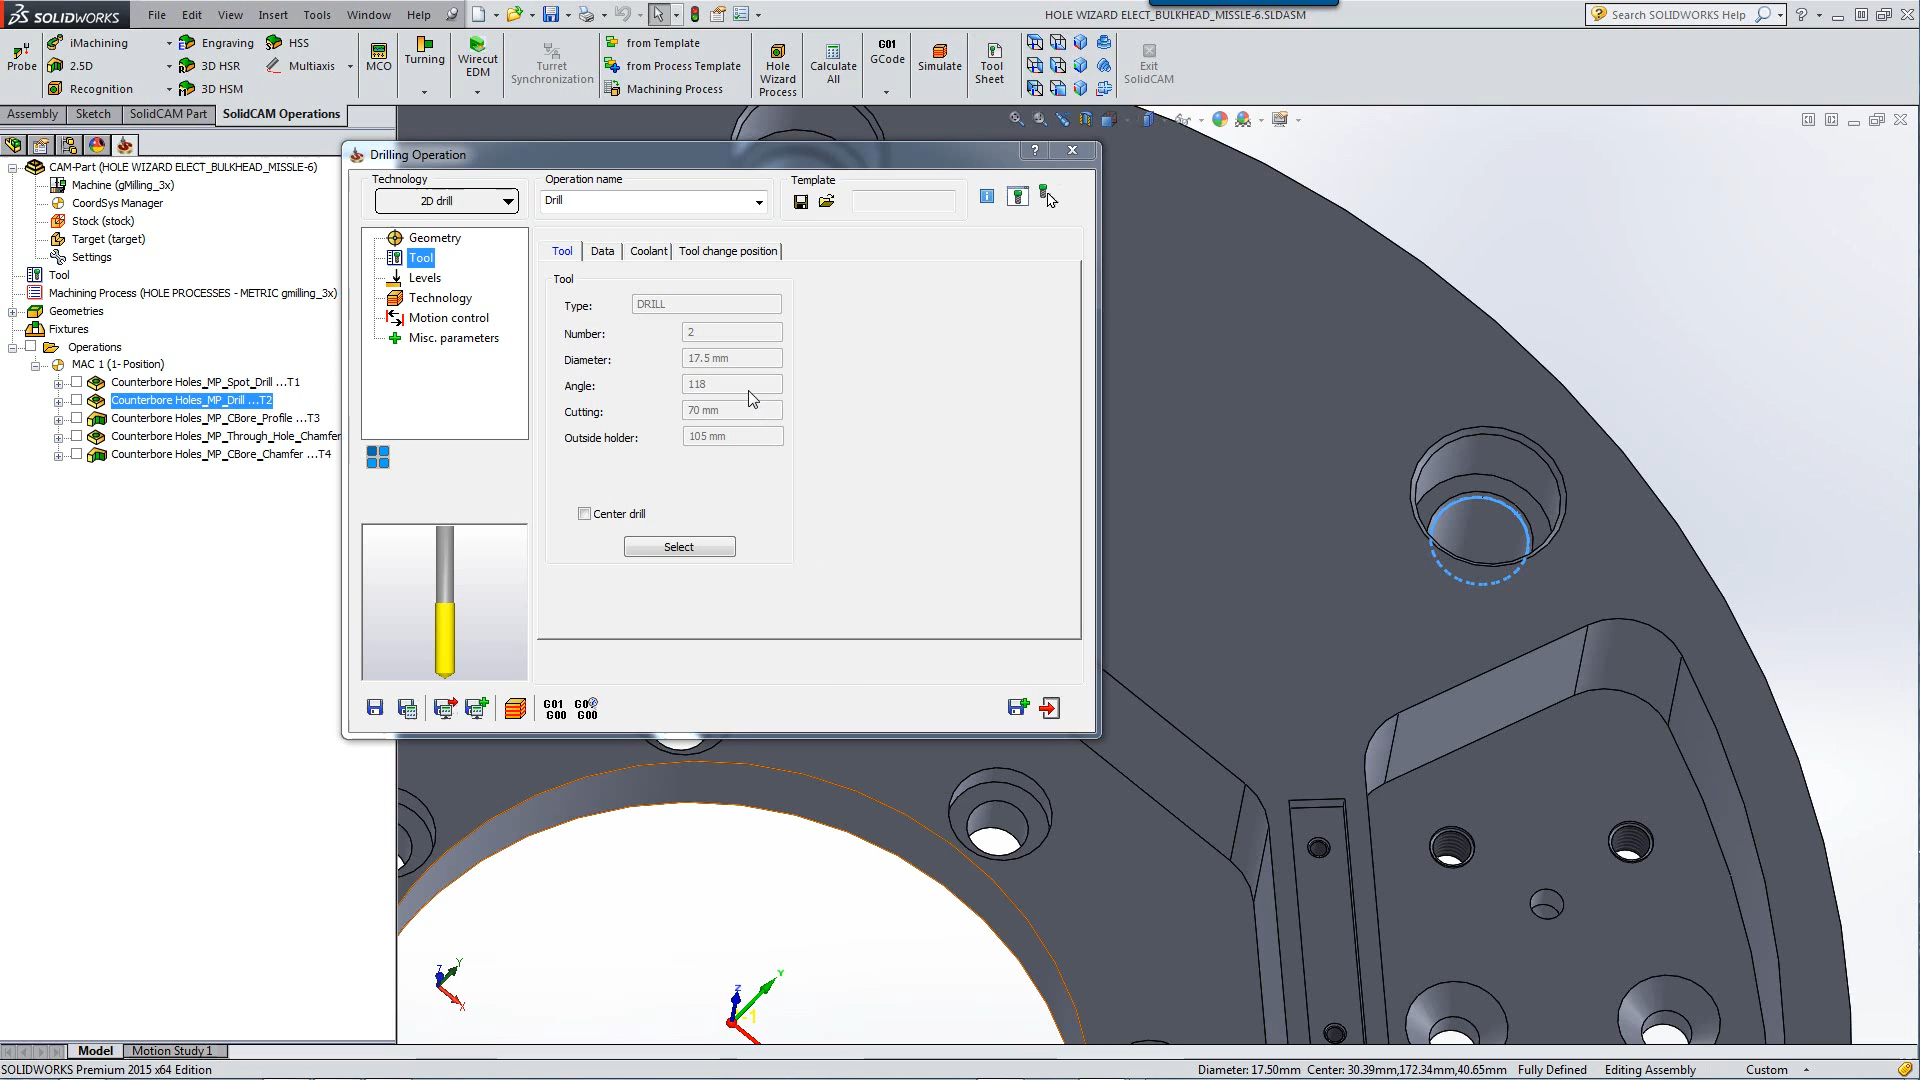 SOLIDWORKS File Edit View Insert Tools Window Help HOLE WIZARD ELECT_BULKHEAD_MISSLE-6.SLDASM Search SOLIDWORKS Help
Probe
iMachining
2.5D
Recognition
Engraving
3D HSR
3D HSM
HSS
Multiaxis
MCO
Turning
Wirecut
EDM
Turret
Synchronization
from Template
from Process Template
Machining Process
Hole
Wizard
Process
Calculate
All
G01
GCode
Simulate
Tool
Sheet
Exit
SolidCAM
Assembly Sketch SolidCAM Part SolidCAM Operations
CAM-Part (HOLE WIZARD ELECT_BULKHEAD_MISSLE-6)
Machine (gMilling_3x)
CoordSys Manager
Stock (stock)
Target (target)
Settings
Tool
Machining Process (HOLE PROCESSES - METRIC gmilling_3x)
Geometries
Fixtures
Operations
MAC 1 (1- Position)
Counterbore Holes_MP_Spot_Drill ...T1
Counterbore Holes_MP_Drill ...T2
Counterbore Holes_MP_CBore_Profile ...T3
Counterbore Holes_MP_Through_Hole_Chamfer
Counterbore Holes_MP_CBore_Chamfer ...T4
Drilling Operation
Technology
2D drill
Operation name
Drill
Template
Geometry
Tool
Levels
Technology
Motion control
Misc. parameters
Tool Data Coolant Tool change position
Tool
Type: DRILL
Number: 2
Diameter: 17.5 mm
Angle: 118
Cutting: 70 mm
Outside holder: 105 mm
Center drill
Select
G01
G00
G0
G00
Z
Y
X
Z
Y
1
Model Motion Study 1
SOLIDWORKS Premium 2015 x64 Edition Diameter: 17.50mm Center: 30.39mm,172.34mm,40.65mm Fully Defined Editing Assembly Custom